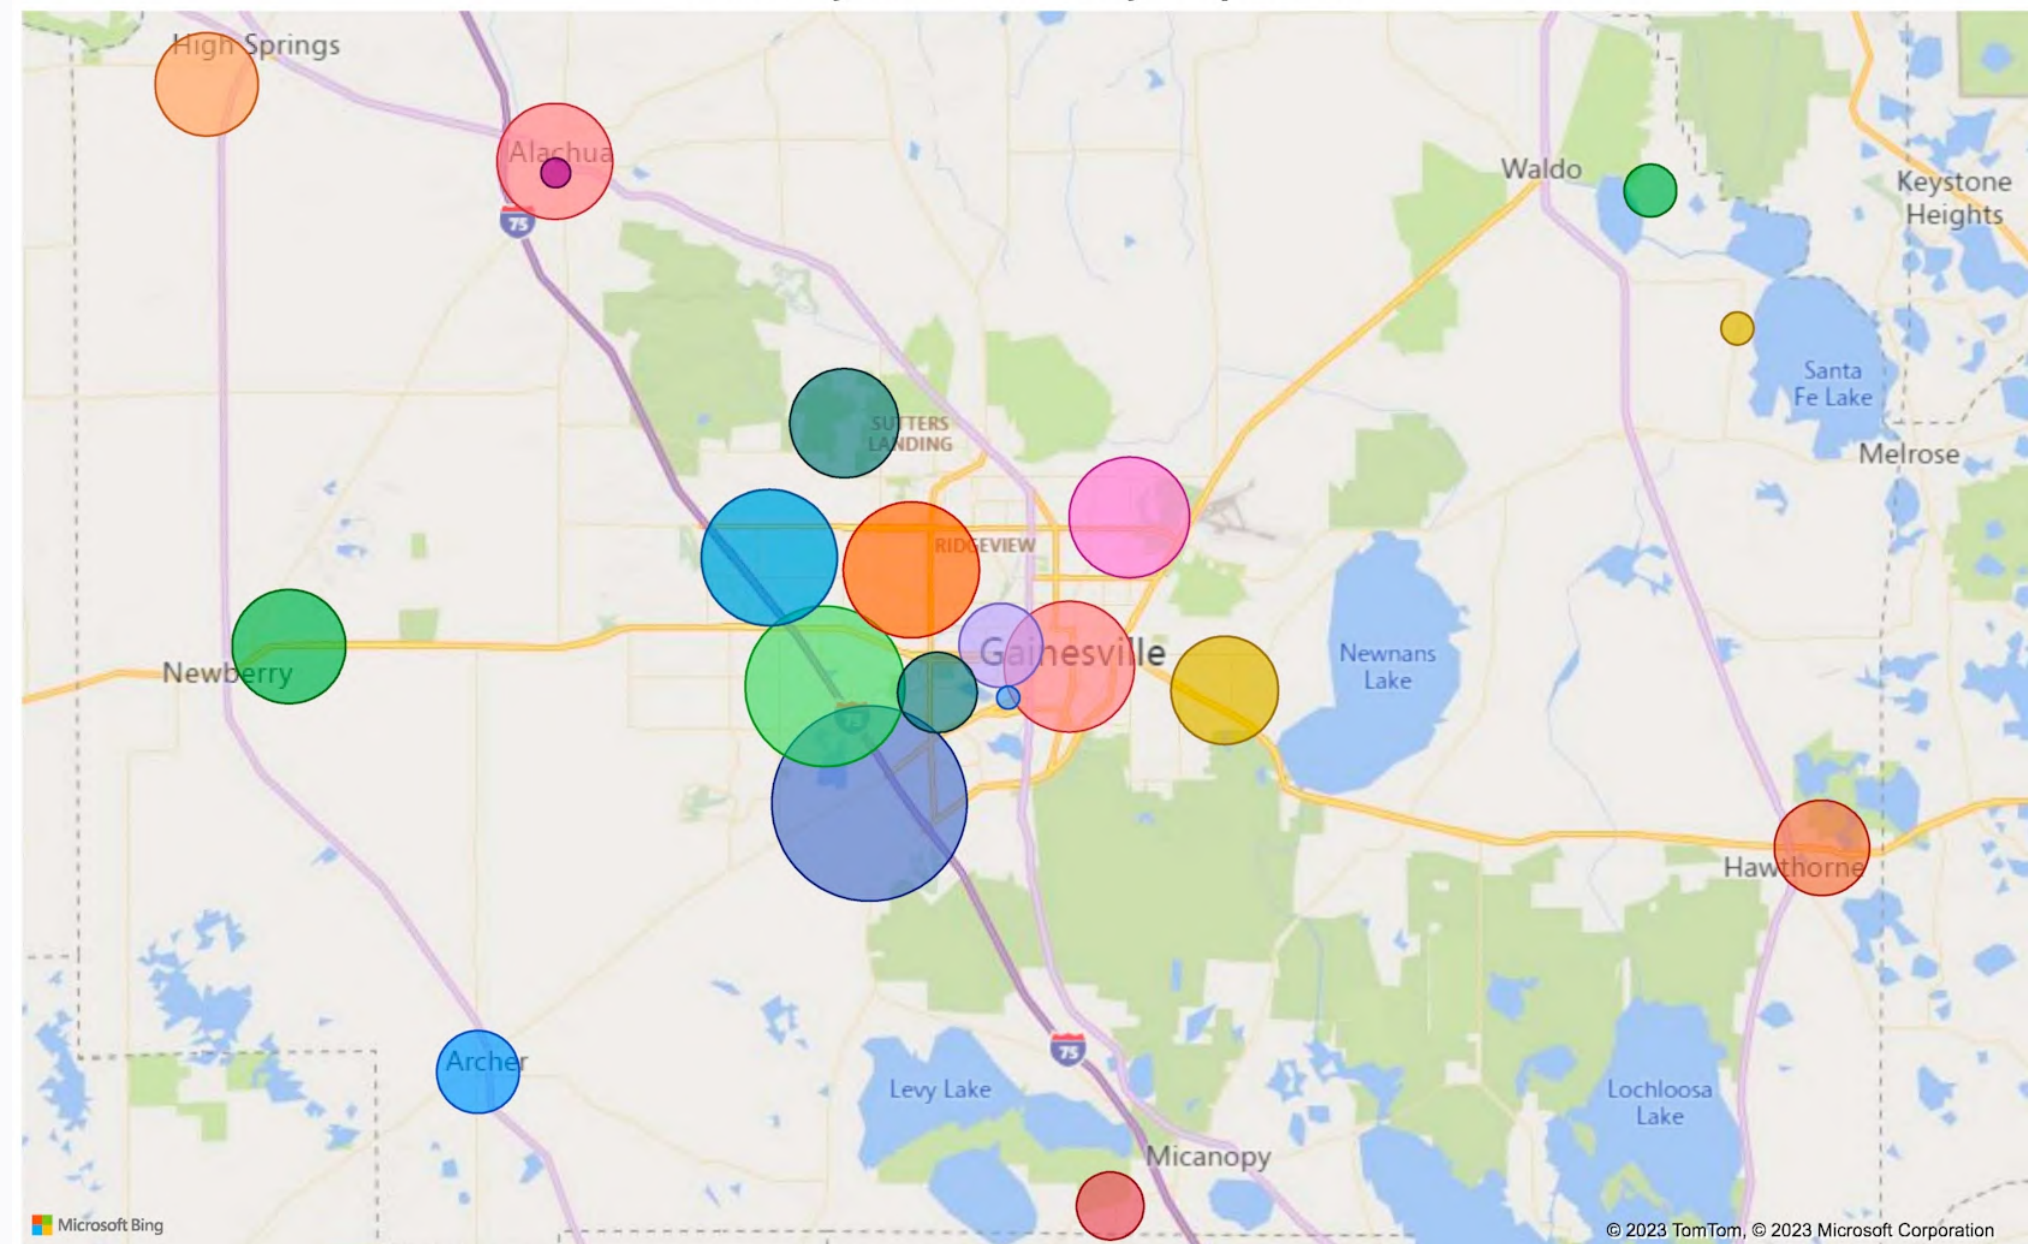 High Springs
Alachua
75
Waldo
Keystone
Heights
Santa
Fe Lake
SUTTERS
LANDING
Melrose
RIDGEVIEW
Gainesville
Newnans
Lake
Newberry
75
Hawthorne
Archer
75
Levy Lake
Lochloosa
Lake
Micanopy
Microsoft Bing
© 2023 TomTom, © 2023 Microsoft Corporation